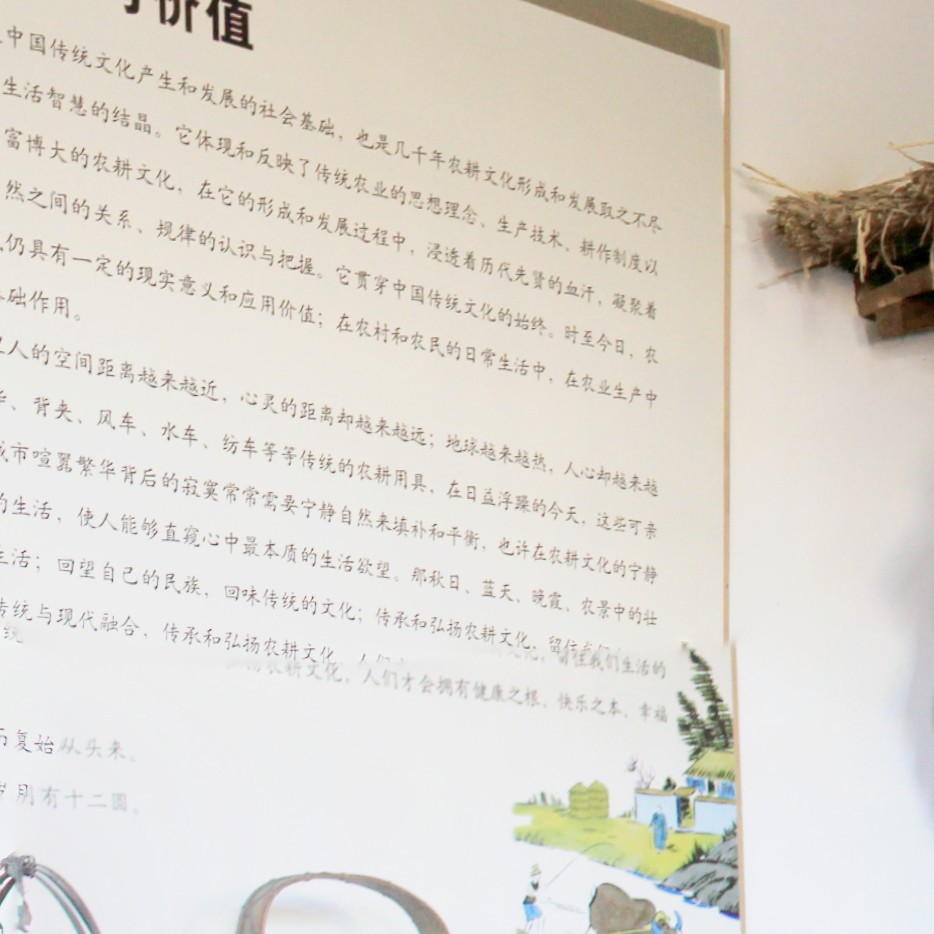 价值
中国传统文化产生和发展的社会基础，也是几千年农耕文化形成和发展取之不尽
生活智慧的结晶。它体现和反映了传统农业的思想理念、生产技术、耕作制度以
富博大的农耕文化，在它的形成和发展过程中，浸透着历代先贤的血汗，凝聚着
然之间的关系、规律的认识与把握。它贯穿中国传统文化的始终。时至今日，农
仍具有一定的现实意义和应用价值；在农村和农民的日常生活中，在农业生产中
础作用。
人的空间距离越来越近，心灵的距离却越来越远；地球越来越热，人心却越来越
、背夹、风车、水车、纺车等等传统的农耕用具，在日益浮躁的今天，这些可亲
城市喧嚣繁华背后的寂寞常常需要宁静自然来填补和平衡，也许在农耕文化的宁静
的生活，使人能够直窥心中最本质的生活欲望。那秋日、蓝天、晚霞、农景中的壮
生活；回望自己的民族，回味传统的文化；传承和弘扬农耕文化，留住我们生活的
传统与现代融合，传承和弘扬农耕文化，人们才会拥有健康之根、快乐之本、幸福
复始从头来。
月有十二圆。